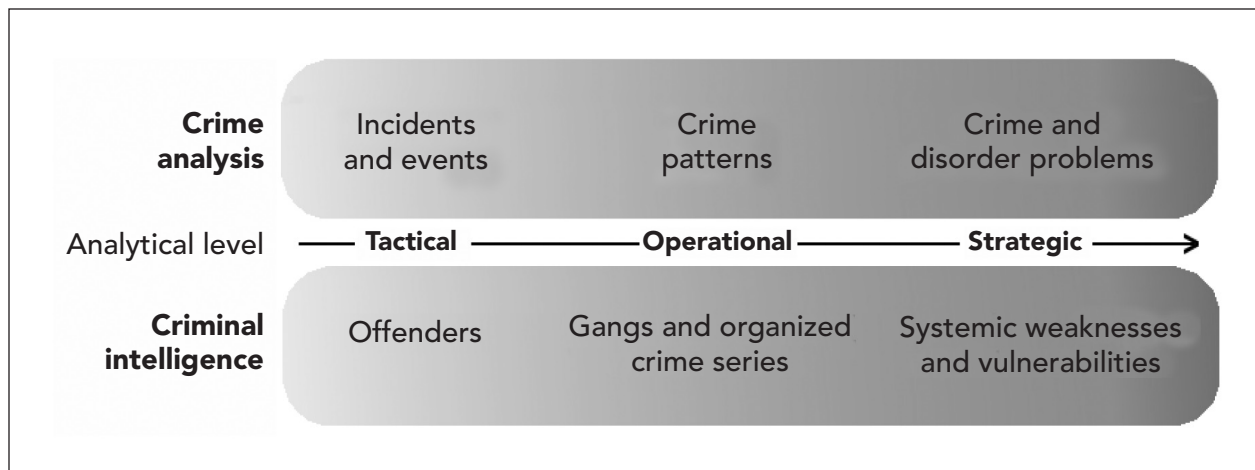 Crime
analysis
Incidents
and events
Crime
patterns
Crime and
disorder problems
Analytical level
Tactical
Operational
Strategic
Criminal
intelligence
Offenders
Gangs and organized
crime series
Systemic weaknesses
and vulnerabilities